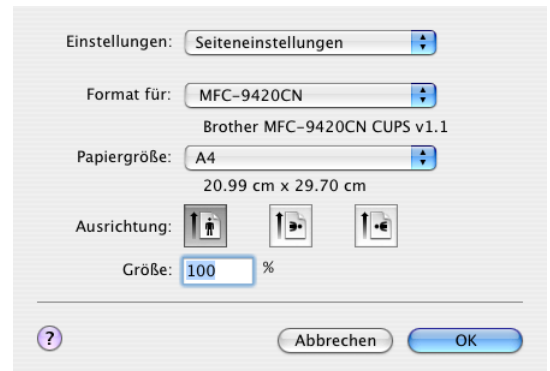 Einstellungen: Seiteneinstellungen
Format für: MFC-9420CN
Brother MFC-9420CN CUPS v1.1
Papiergröße: A4
20.99 cm x 29.70 cm
Ausrichtung:
Größe: 100 %
? Abbrechen OK